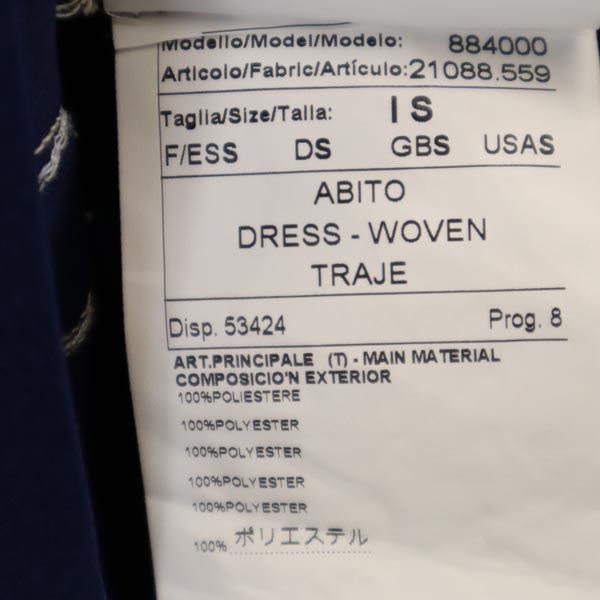 Modello/Model/Modelo: 884000
Articolo/Fabric/Artículo:21088.559
Taglia/Size/Talla: I S
F/ESS DS GBS USAS
ABITO
DRESS - WOVEN
TRAJE
Disp. 53424 Prog. 8
ART.PRINCIPALE (T) - MAIN MATERIAL
COMPOSICIO'N EXTERIOR
100%POLIESTERE
100%POLYESTER
100%POLYESTER
100%POLYESTER
100%POLYESTER
100% ポリエステル